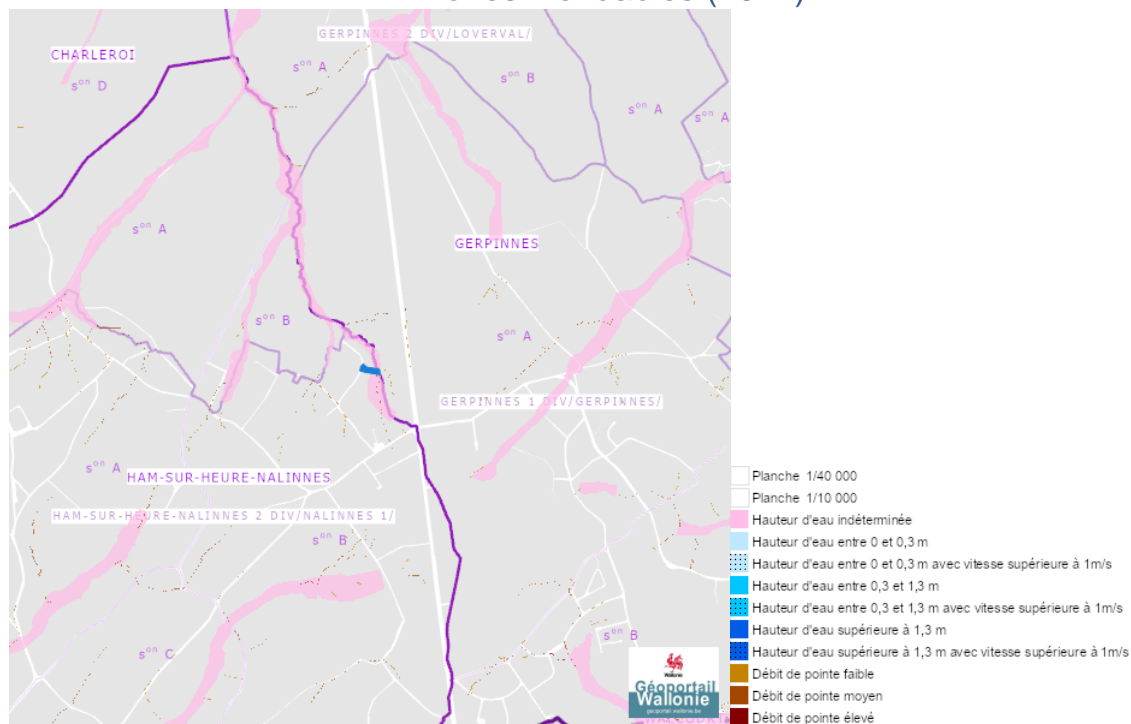 GERPINNES 2 DIV/LOVERVAL/
CHARLEROI
sᵒⁿ A
sᵒⁿ B
sᵒⁿ D
sᵒⁿ A
sᵒⁿ A
sᵒⁿ A
GERPINNES
sᵒⁿ B
sᵒⁿ A
GERPINNES 1 DIV/GERPINNES/
sᵒⁿ A
HAM-SUR-HEURE-NALINNES
HAM-SUR-HEURE-NALINNES 2 DIV/NALINNES 1/
sᵒⁿ B
sᵒⁿ B
sᵒⁿ C
Wallonie
Géoportail
Wallonie
geoportail.wallonie.be
Planche 1/40 000
Planche 1/10 000
Hauteur d'eau indéterminée
Hauteur d'eau entre 0 et 0,3 m
Hauteur d'eau entre 0 et 0,3 m avec vitesse supérieure à 1m/s
Hauteur d'eau entre 0,3 et 1,3 m
Hauteur d'eau entre 0,3 et 1,3 m avec vitesse supérieure à 1m/s
Hauteur d'eau supérieure à 1,3 m
Hauteur d'eau supérieure à 1,3 m avec vitesse supérieure à 1m/s
Débit de pointe faible
Débit de pointe moyen
Débit de pointe élevé